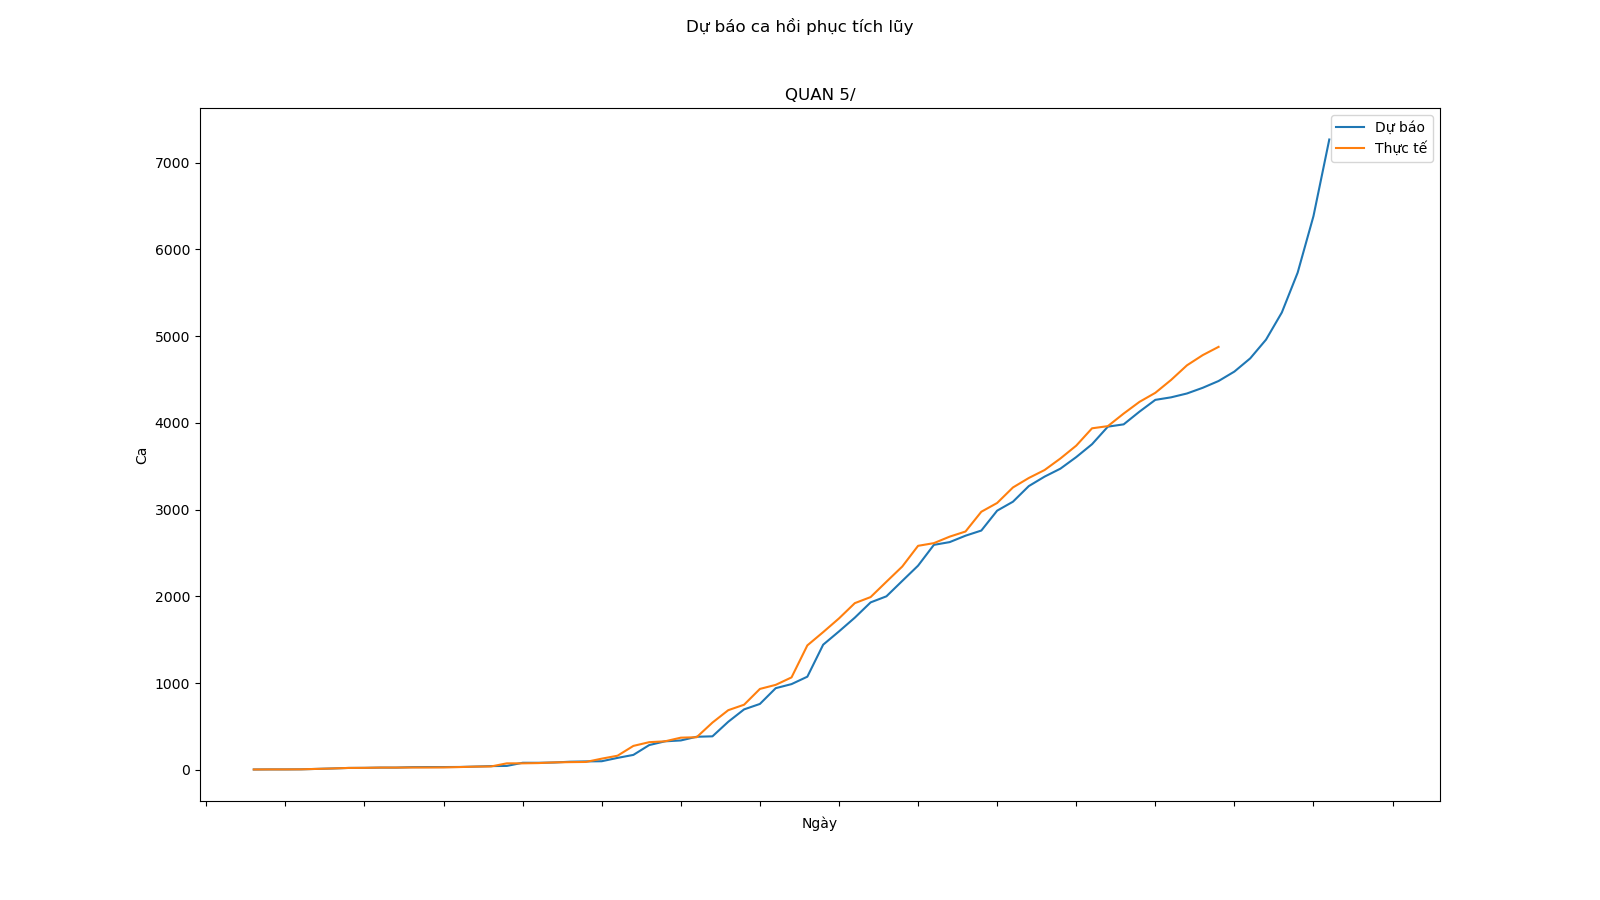 Dự báo ca hồi phục tích lũy
QUAN 5/
Dự báo
Thực tế
7000
6000
5000
4000
3000
2000
1000
0
Ca
Ngày